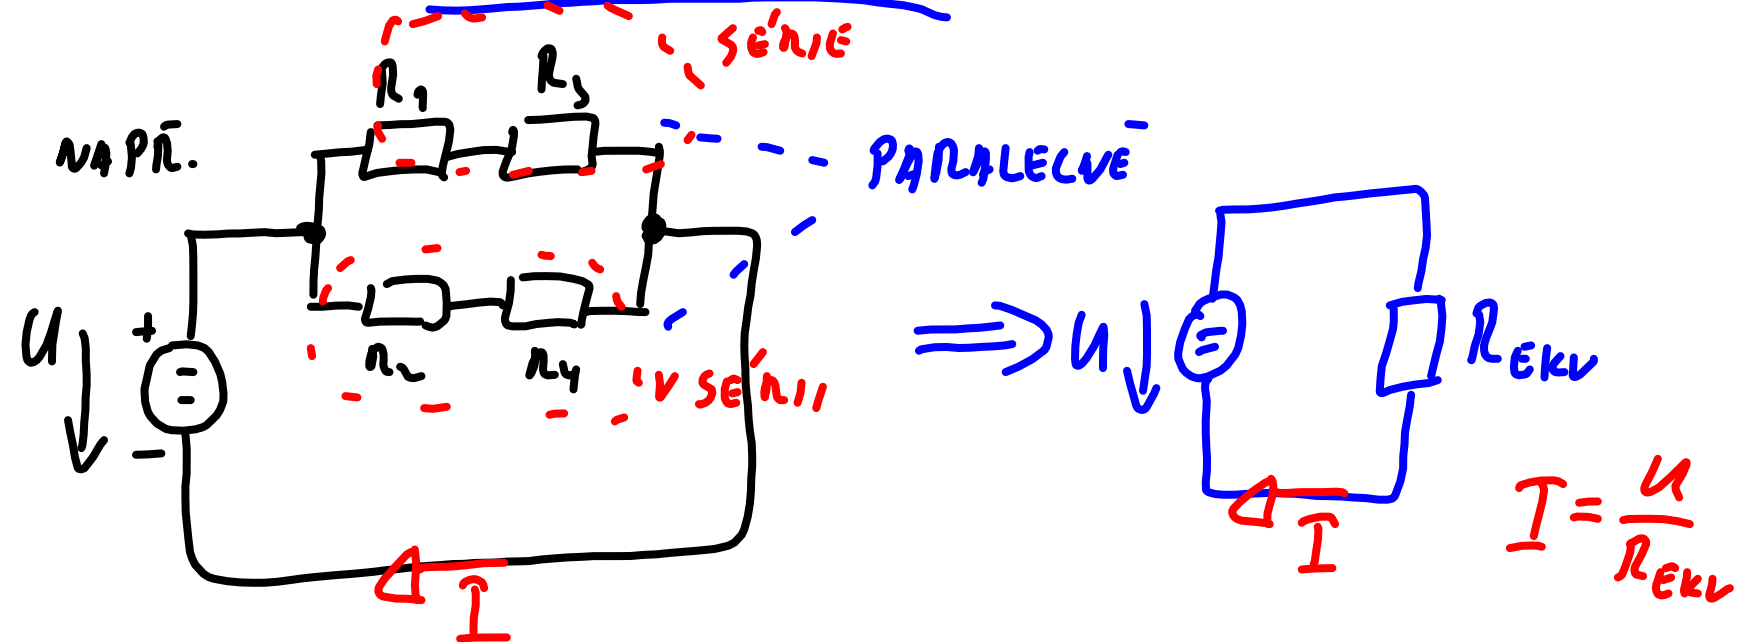 SÉRIE
R1 R3
NAPŘ.
PARALELNĚ
U
+
R2 R4
V SÉRII
-
I
U
REKV
I
I = U / REKV